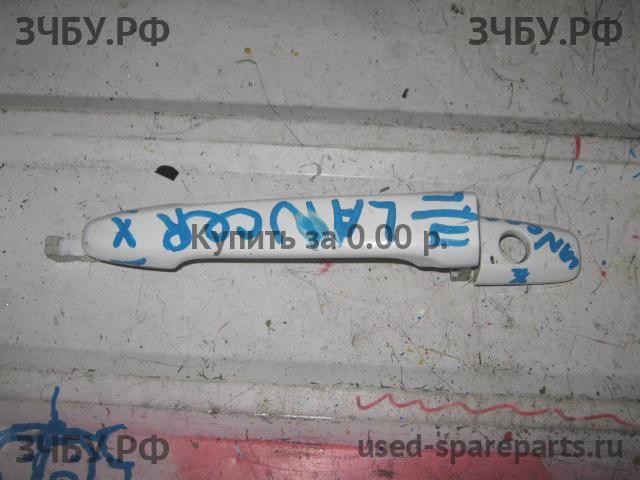 ЗЧБУ.РФ ЗЧБУ.РФ
LANCER X
Купить за 0.00 р.
X
ЗЧБУ.РФ used-spareparts.ru